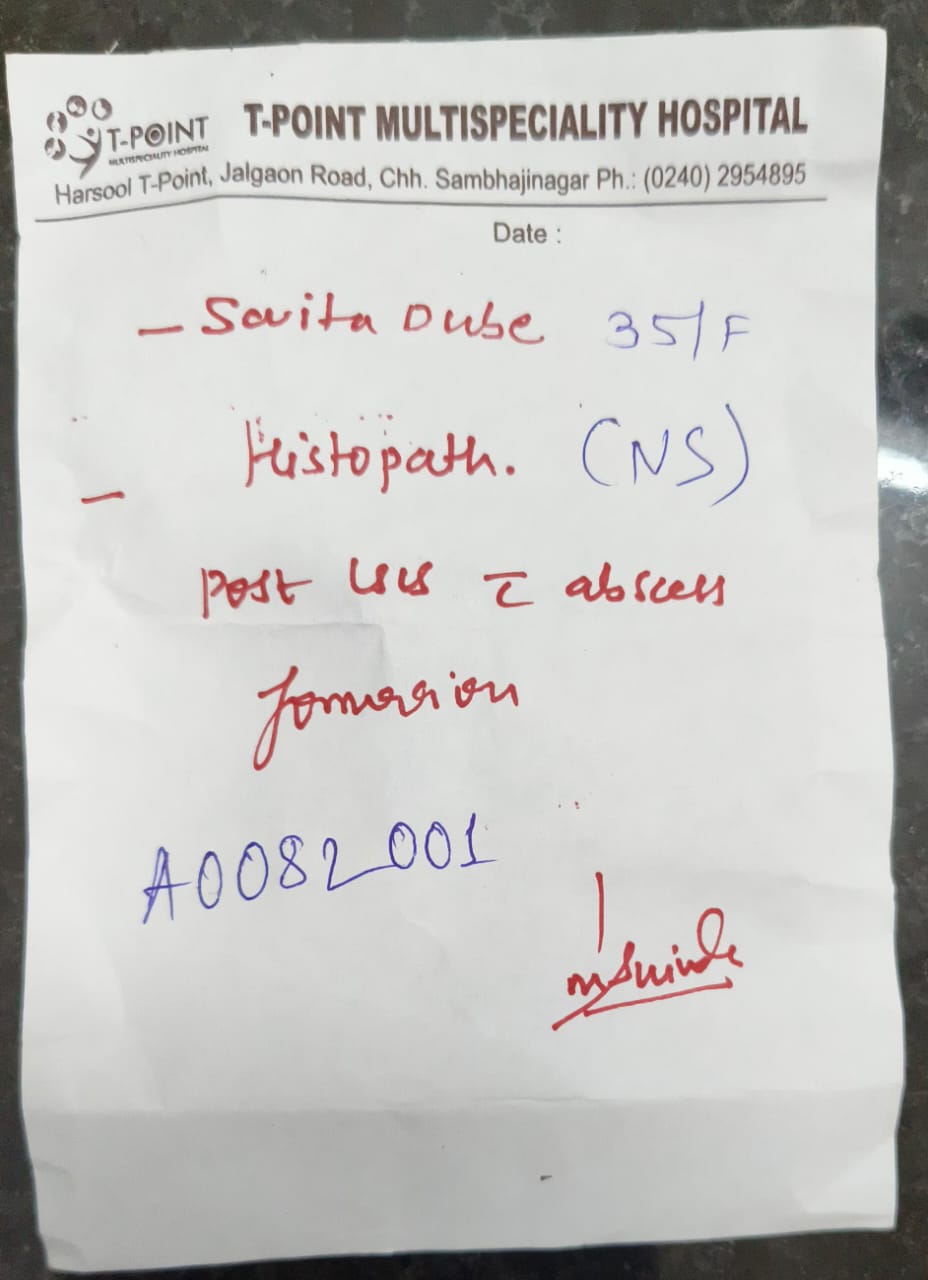 T-POINT
MULTISPECIALITY HOSPITAL
T-POINT MULTISPECIALITY HOSPITAL
Harsool T-Point, Jalgaon Road, Chh. Sambhajinagar Ph.: (0240) 2954895
Date :
– Savita Dube 35/F
– Histopath. (NS)
post LSCS c̄ abscess
formation
A0082001